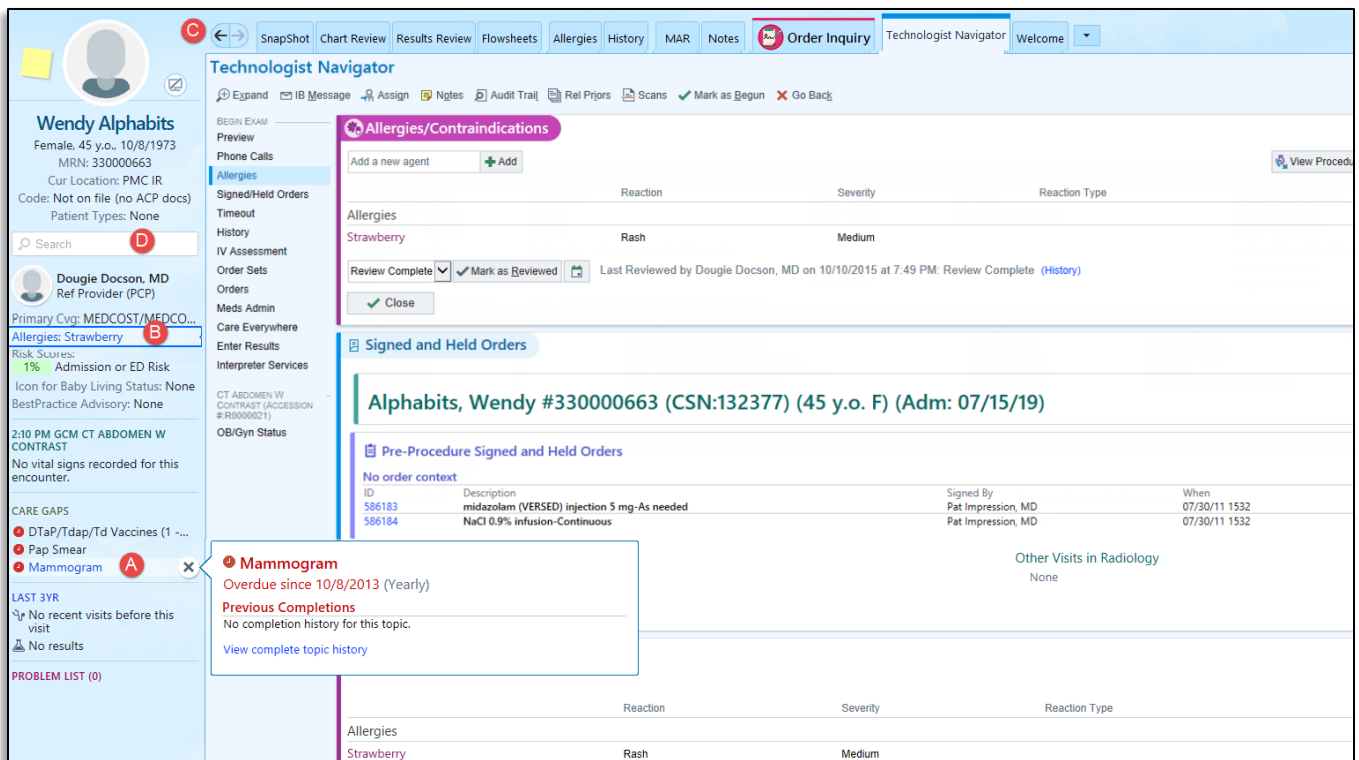 C
SnapShot Chart Review Results Review Flowsheets Allergies History MAR Notes Order Inquiry Technologist Navigator Welcome
Technologist Navigator
Expand IB Message Assign Notes Audit Trail Rel Priors Scans Mark as Begun Go Back
Wendy Alphabits
Female, 45 y.o., 10/8/1973
MRN: 330000663
Cur Location: PMC IR
Code: Not on file (no ACP docs)
Patient Types: None
Search D
Dougie Docson, MD
Ref Provider (PCP)
Primary Cvg: MEDCOST/MEDCO...
Allergies: Strawberry B
Risk Scores:
1% Admission or ED Risk
Icon for Baby Living Status: None
BestPractice Advisory: None
2:10 PM GCM CT ABDOMEN W
CONTRAST
No vital signs recorded for this
encounter.
CARE GAPS
DTaP/Tdap/Td Vaccines (1 -...
Pap Smear
Mammogram A
LAST 3YR
No recent visits before this
visit
No results
PROBLEM LIST (0)
BEGIN EXAM
Preview
Phone Calls
Allergies
Signed/Held Orders
Timeout
History
IV Assessment
Order Sets
Orders
Meds Admin
Care Everywhere
Enter Results
Interpreter Services
CT ABDOMEN W
CONTRAST (ACCESSION
#:R0000021)
OB/Gyn Status
Allergies/Contraindications
Add a new agent Add View Procedu
Reaction Severity Reaction Type
Allergies
Strawberry Rash Medium
Review Complete Mark as Reviewed Last Reviewed by Dougie Docson, MD on 10/10/2015 at 7:49 PM: Review Complete (History)
Close
Signed and Held Orders
Alphabits, Wendy #330000663 (CSN:132377) (45 y.o. F) (Adm: 07/15/19)
Pre-Procedure Signed and Held Orders
No order context
ID Description Signed By When
586183 midazolam (VERSED) injection 5 mg-As needed Pat Impression, MD 07/30/11 1532
586184 NaCl 0.9% infusion-Continuous Pat Impression, MD 07/30/11 1532
Other Visits in Radiology
None
Mammogram
Overdue since 10/8/2013 (Yearly)
Previous Completions
No completion history for this topic.
View complete topic history
Reaction Severity Reaction Type
Allergies
Strawberry Rash Medium